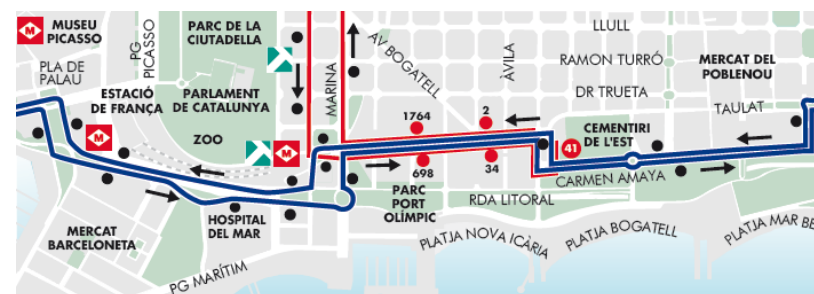 M
MUSEU
PICASSO
PG
PICASSO
PARC DE LA
CIUTADELLA
MARINA
AV BOGATELL
ÀVILA
LLULL
RAMON TURRÓ
DR TRUETA
MERCAT DEL
POBLENOU
TAULAT
PLA DE
PALAU
ESTACIÓ
DE FRANÇA
PARLAMENT
DE CATALUNYA
ZOO
M
M
1764
2
698
34
41
CEMENTIRI
DE L'EST
CARMEN AMAYA
RDA LITORAL
PARC
PORT
OLÍMPIC
HOSPITAL
DEL MAR
MERCAT
BARCELONETA
PG MARÍTIM
PLATJA NOVA ICÀRIA
PLATJA BOGATELL
PLATJA MAR BE